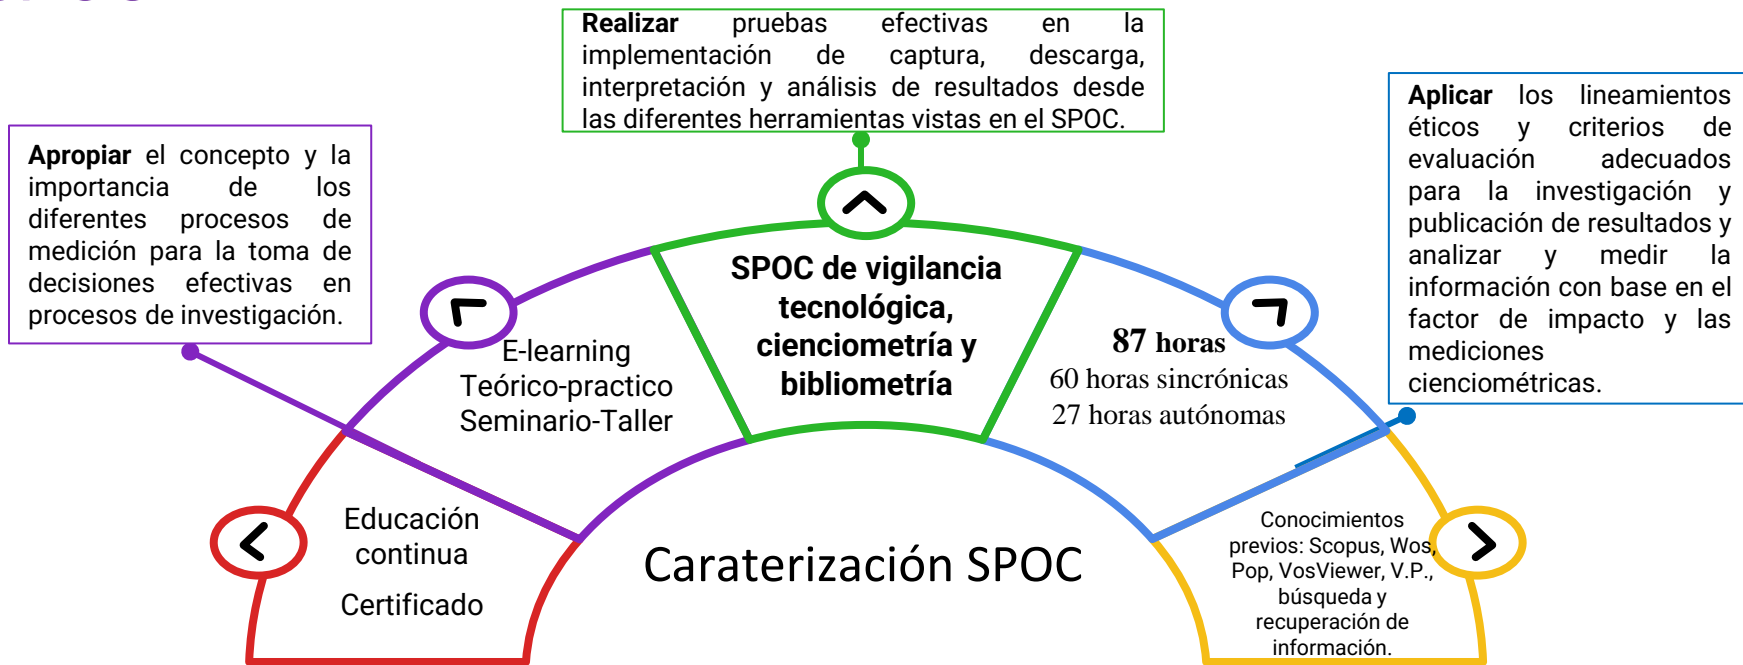 Realizar pruebas efectivas en la
implementación de captura, descarga,
interpretación y análisis de resultados desde
las diferentes herramientas vistas en el SPOC.
Aplicar los lineamientos
éticos y criterios de
evaluación adecuados
para la investigación y
publicación de resultados y
analizar y medir la
información con base en el
factor de impacto y las
mediciones
cienciométricas.
Apropiar el concepto y la
importancia de los
diferentes procesos de
medición para la toma de
decisiones efectivas en
procesos de investigación.
SPOC de vigilancia
tecnológica,
cienciometría y
bibliometría
E-learning
Teórico-practico
Seminario-Taller
87 horas
60 horas sincrónicas
27 horas autónomas
Educación
continua
Certificado
Caraterización SPOC
Conocimientos
previos: Scopus, Wos,
Pop, VosViewer, V.P.,
búsqueda y
recuperación de
información.